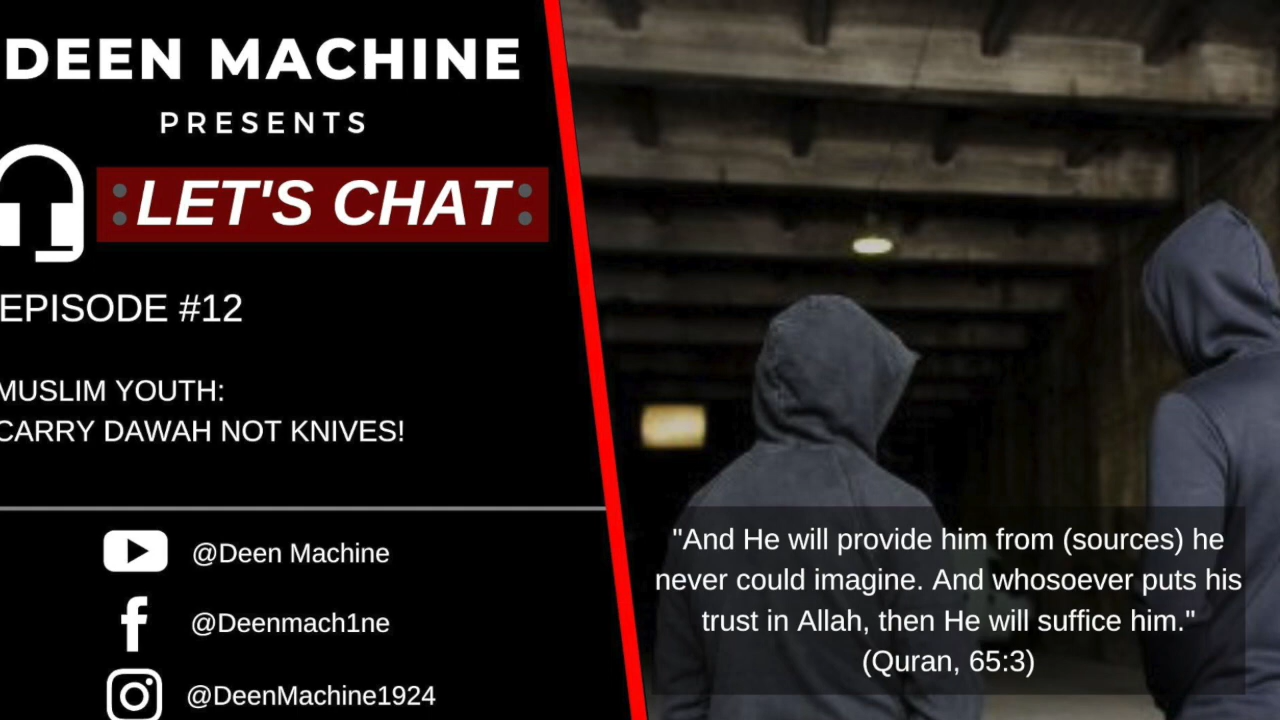 DEEN MACHINE
PRESENTS
LET'S CHAT
EPISODE #12
MUSLIM YOUTH:
CARRY DAWAH NOT KNIVES!
@Deen Machine
@Deenmach1ne
@DeenMachine1924
"And He will provide him from (sources) he
never could imagine. And whosoever puts his
trust in Allah, then He will suffice him."
(Quran, 65:3)